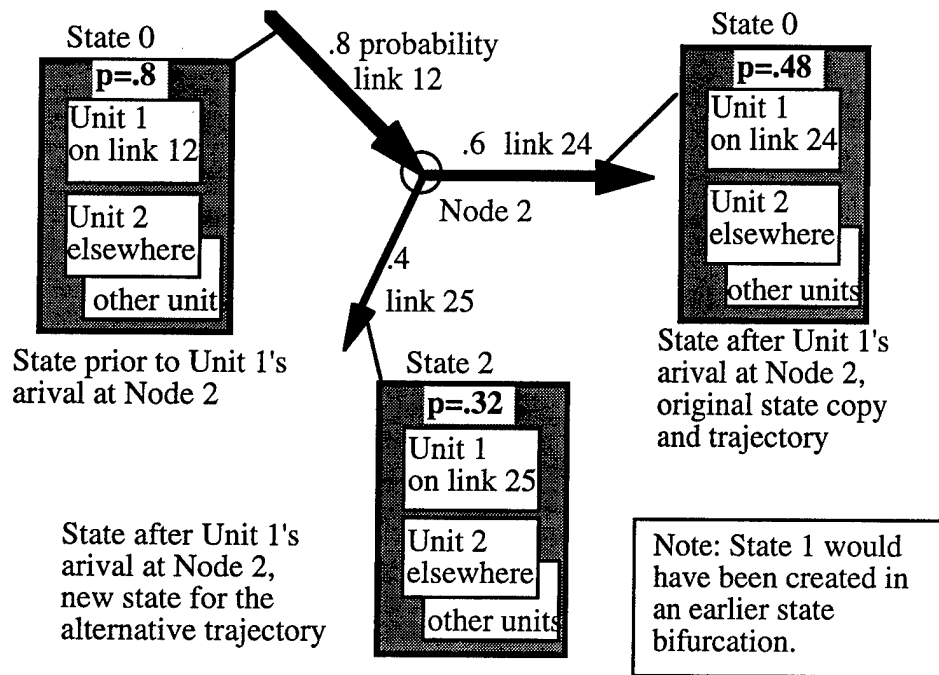 State 0
p=.8
Unit 1
on link 12
Unit 2
elsewhere
other unit
State prior to Unit 1's
arival at Node 2
.8 probability
link 12
.6 link 24
Node 2
.4
link 25
State 0
p=.48
Unit 1
on link 24
Unit 2
elsewhere
other units
State after Unit 1's
arival at Node 2,
original state copy
and trajectory
State 2
p=.32
Unit 1
on link 25
Unit 2
elsewhere
other units
State after Unit 1's
arival at Node 2,
new state for the
alternative trajectory
Note: State 1 would
have been created in
an earlier state
bifurcation.